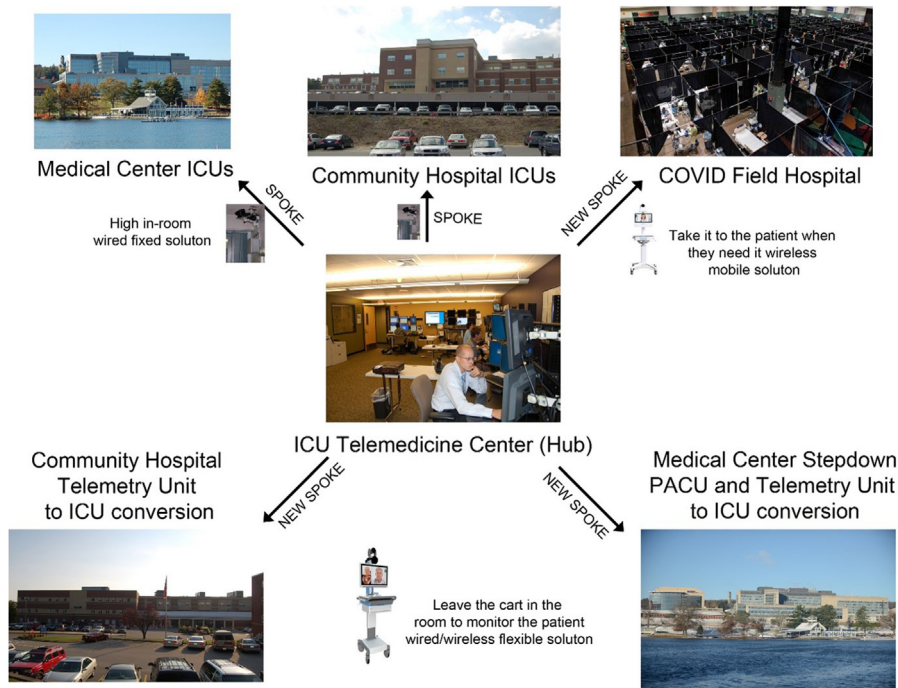 Medical Center ICUs
Community Hospital ICUs
COVID Field Hospital
SPOKE
SPOKE
NEW SPOKE
High in-room
wired fixed soluton
Take it to the patient when
they need it wireless
mobile soluton
ICU Telemedicine Center (Hub)
Community Hospital
Telemetry Unit
to ICU conversion
NEW SPOKE
NEW SPOKE
Medical Center Stepdown
PACU and Telemetry Unit
to ICU conversion
Leave the cart in the
room to monitor the patient
wired/wireless flexible soluton